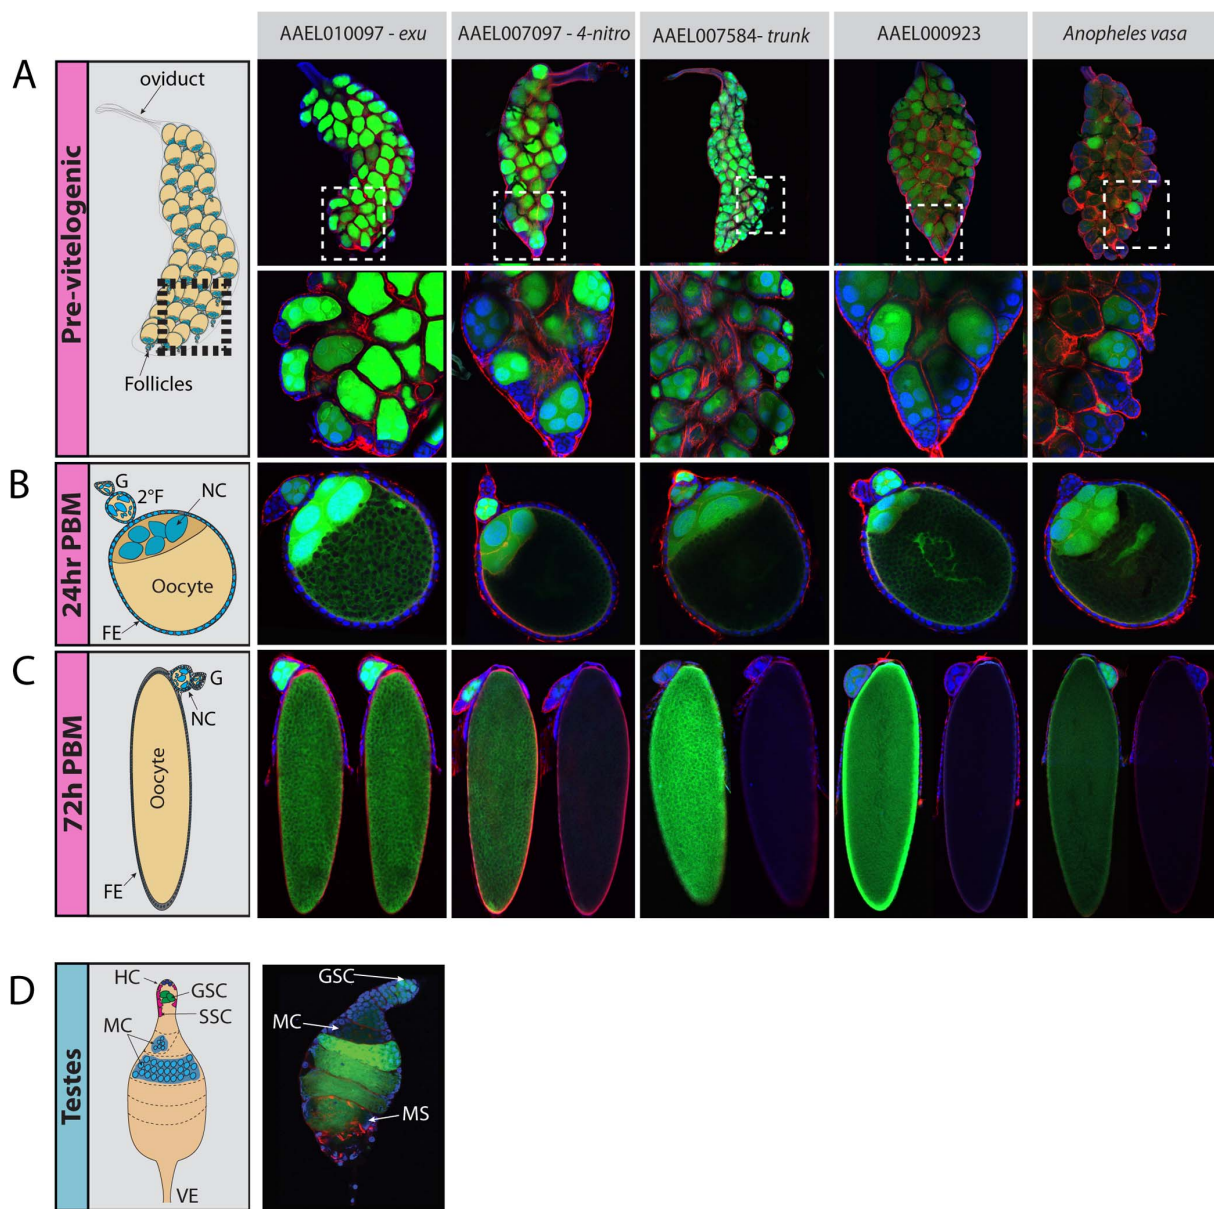 AAEL010097 - exu
AAEL007097 - 4-nitro
AAEL007584- trunk
AAEL000923
Anopheles vasa
A
Pre-vitelogenic
oviduct
Follicles
B
24hr PBM
G
2°F
NC
Oocyte
FE
C
72h PBM
G
NC
Oocyte
FE
D
Testes
HC
GSC
SSC
MC
VE
GSC
MC
MS